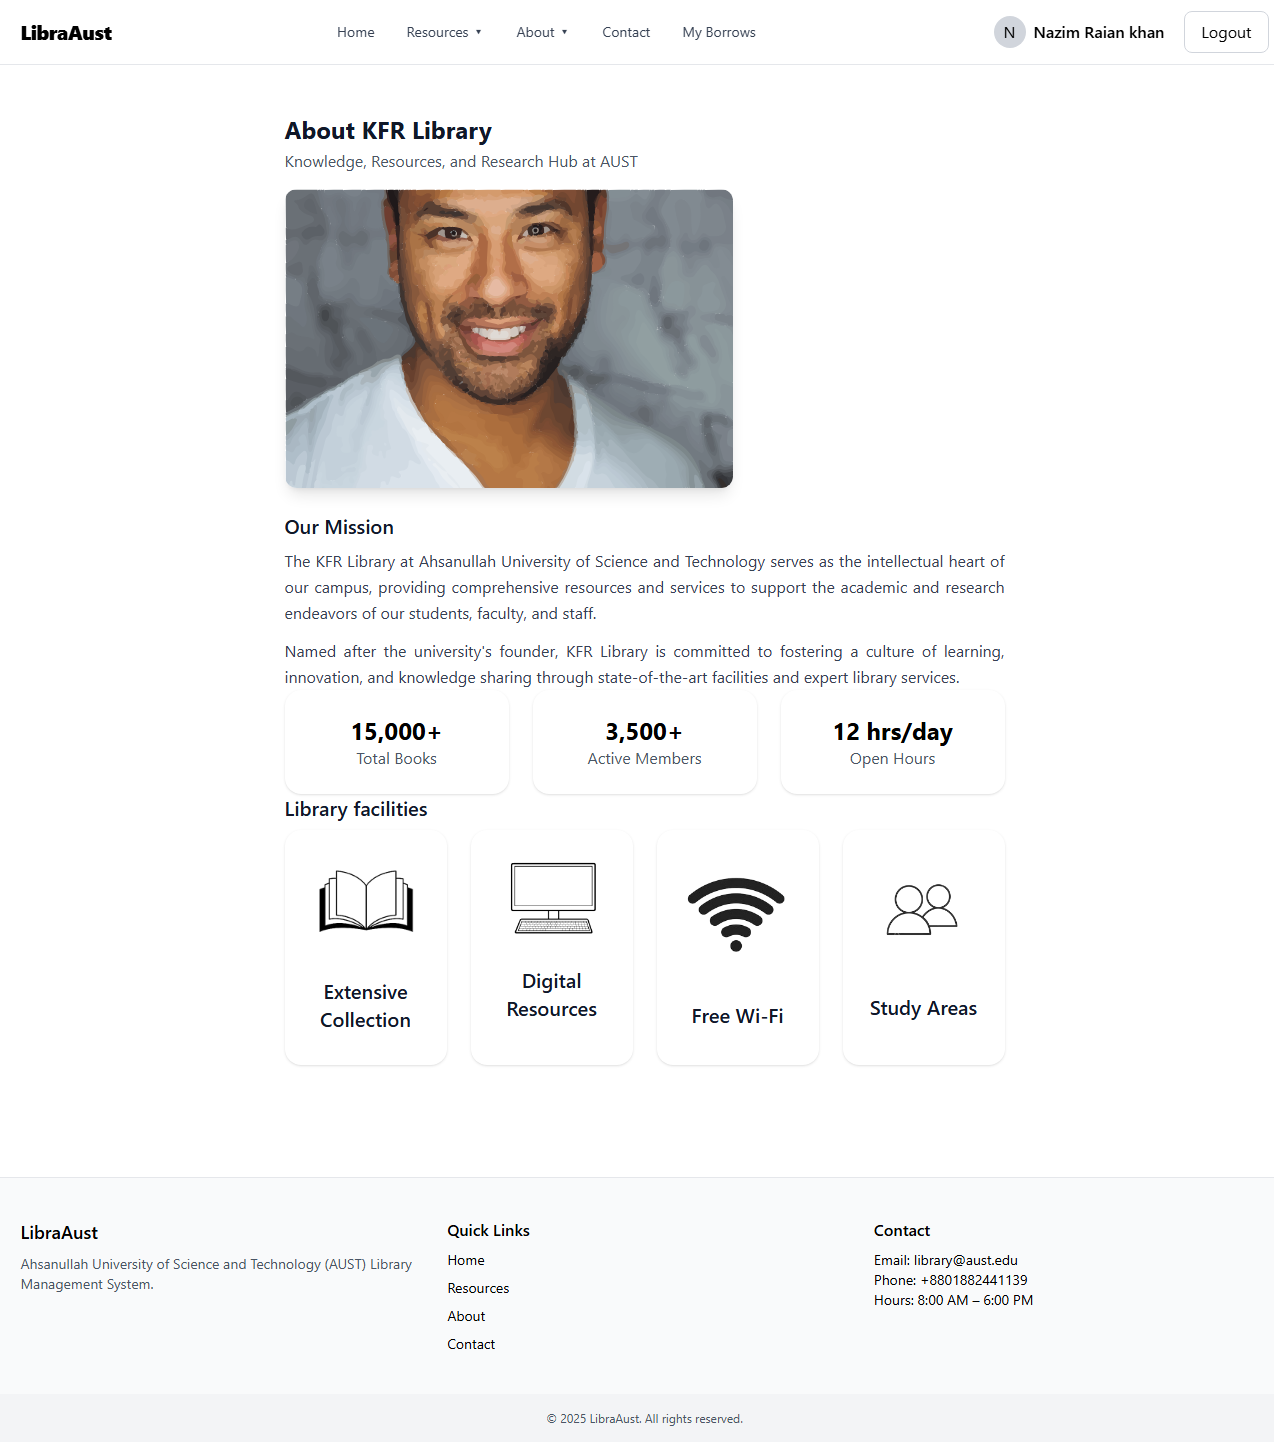 LibraAust
Home
Resources ▼
About ▼
Contact
My Borrows
N
Nazim Raian khan
Logout
About KFR Library
Knowledge, Resources, and Research Hub at AUST
Our Mission
The KFR Library at Ahsanullah University of Science and Technology serves as the intellectual heart of
our campus, providing comprehensive resources and services to support the academic and research
endeavors of our students, faculty, and staff.
Named after the university's founder, KFR Library is committed to fostering a culture of learning,
innovation, and knowledge sharing through state-of-the-art facilities and expert library services.
15,000+
Total Books
3,500+
Active Members
12 hrs/day
Open Hours
Library facilities
Extensive
Collection
Digital
Resources
Free Wi-Fi
Study Areas
LibraAust
Ahsanullah University of Science and Technology (AUST) Library
Management System.
Quick Links
Home
Resources
About
Contact
Contact
Email: library@aust.edu
Phone: +8801882441139
Hours: 8:00 AM – 6:00 PM
© 2025 LibraAust. All rights reserved.